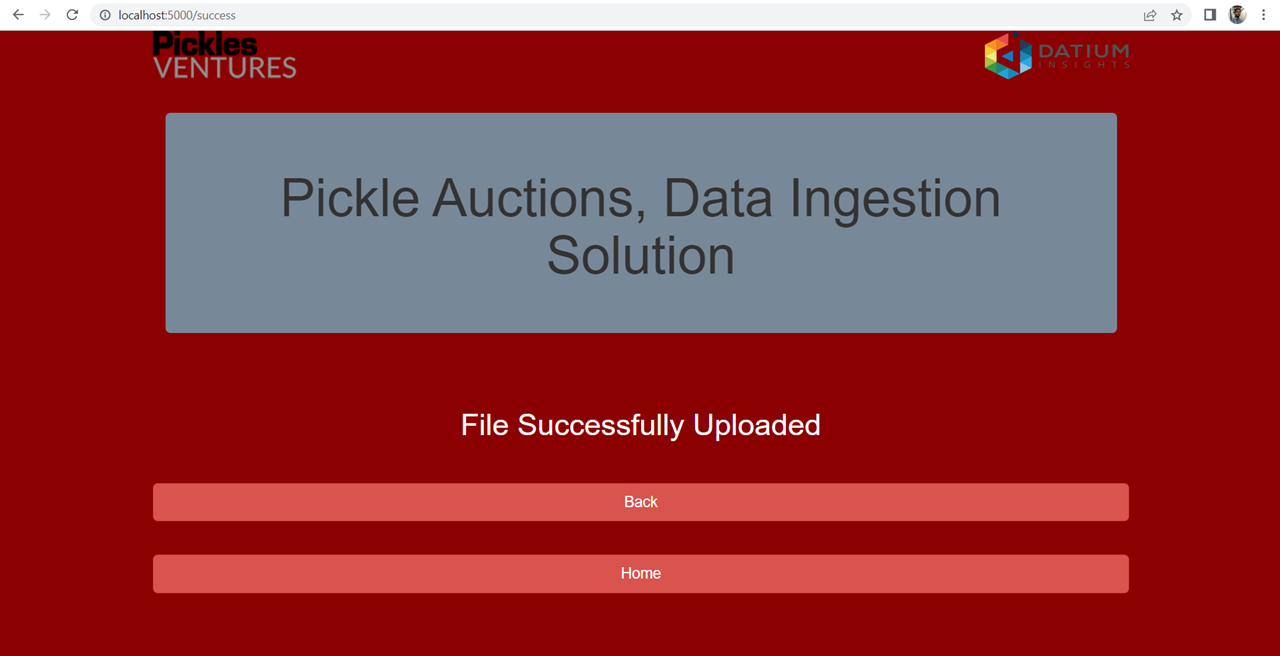 localhost:5000/success
Pickles
VENTURES
DATIUM
INSIGHTS
Pickle Auctions, Data Ingestion
Solution
File Successfully Uploaded
Back
Home